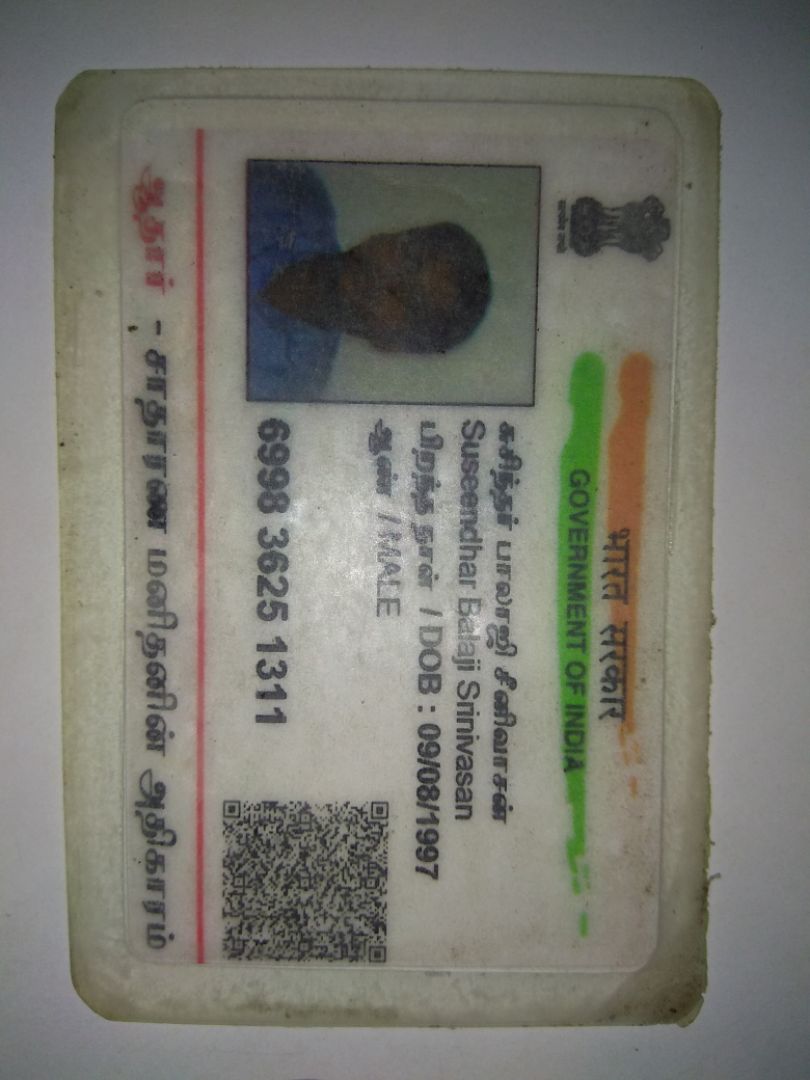 भारत सरकार
GOVERNMENT OF INDIA
சுசிந்தர் பாலாஜி சீனிவாசன்
Suseendhar Balaji Srinivasan
பிறந்த நாள் / DOB : 09/08/1997
ஆண் / MALE
6998 3625 1311
ஆதார் - சாதாரண மனிதனின் அதிகாரம்